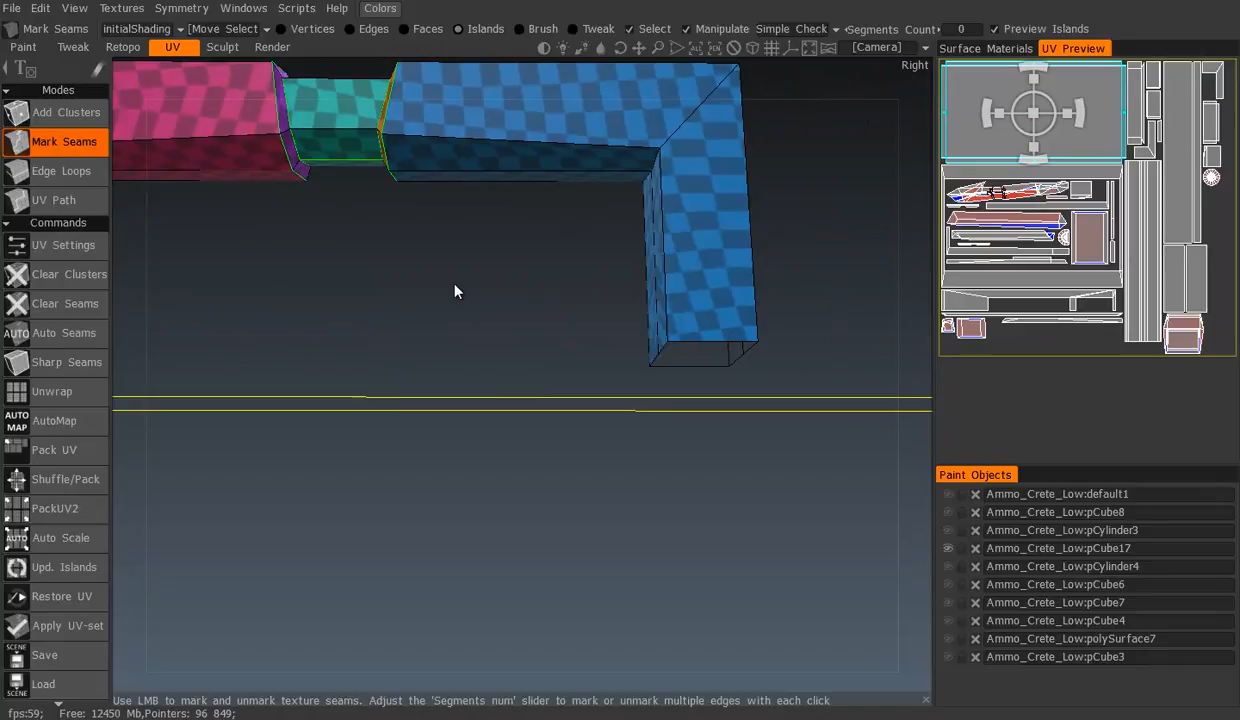 File Edit View Textures Symmetry Windows Scripts Help Colors
Mark Seams initialShading [Move Select] Vertices Edges Faces Islands Brush Tweak Select Manipulate Simple Check Segments Count 0 Preview Islands
Paint Tweak Retopo UV Sculpt Render [Camera] Surface Materials UV Preview
Right
Modes
Add Clusters
Mark Seams
Edge Loops
UV Path
Commands
UV Settings
Clear Clusters
Clear Seams
AUTO Auto Seams
Sharp Seams
Unwrap
AUTO MAP AutoMap
Pack UV
Shuffle/Pack
PackUV2
AUTO Auto Scale
Upd. Islands
Restore UV
Apply UV-set
SCENE Save
SCENE Load
Paint Objects
Ammo_Crete_Low:default1
Ammo_Crete_Low:pCube8
Ammo_Crete_Low:pCylinder3
Ammo_Crete_Low:pCube17
Ammo_Crete_Low:pCylinder4
Ammo_Crete_Low:pCube6
Ammo_Crete_Low:pCube7
Ammo_Crete_Low:pCube4
Ammo_Crete_Low:polySurface7
Ammo_Crete_Low:pCube3
Use LMB to mark and unmark texture seams. Adjust the 'Segments num' slider to mark or unmark multiple edges with each click
fps:59; Free: 12450 Mb,Pointers: 96 849;